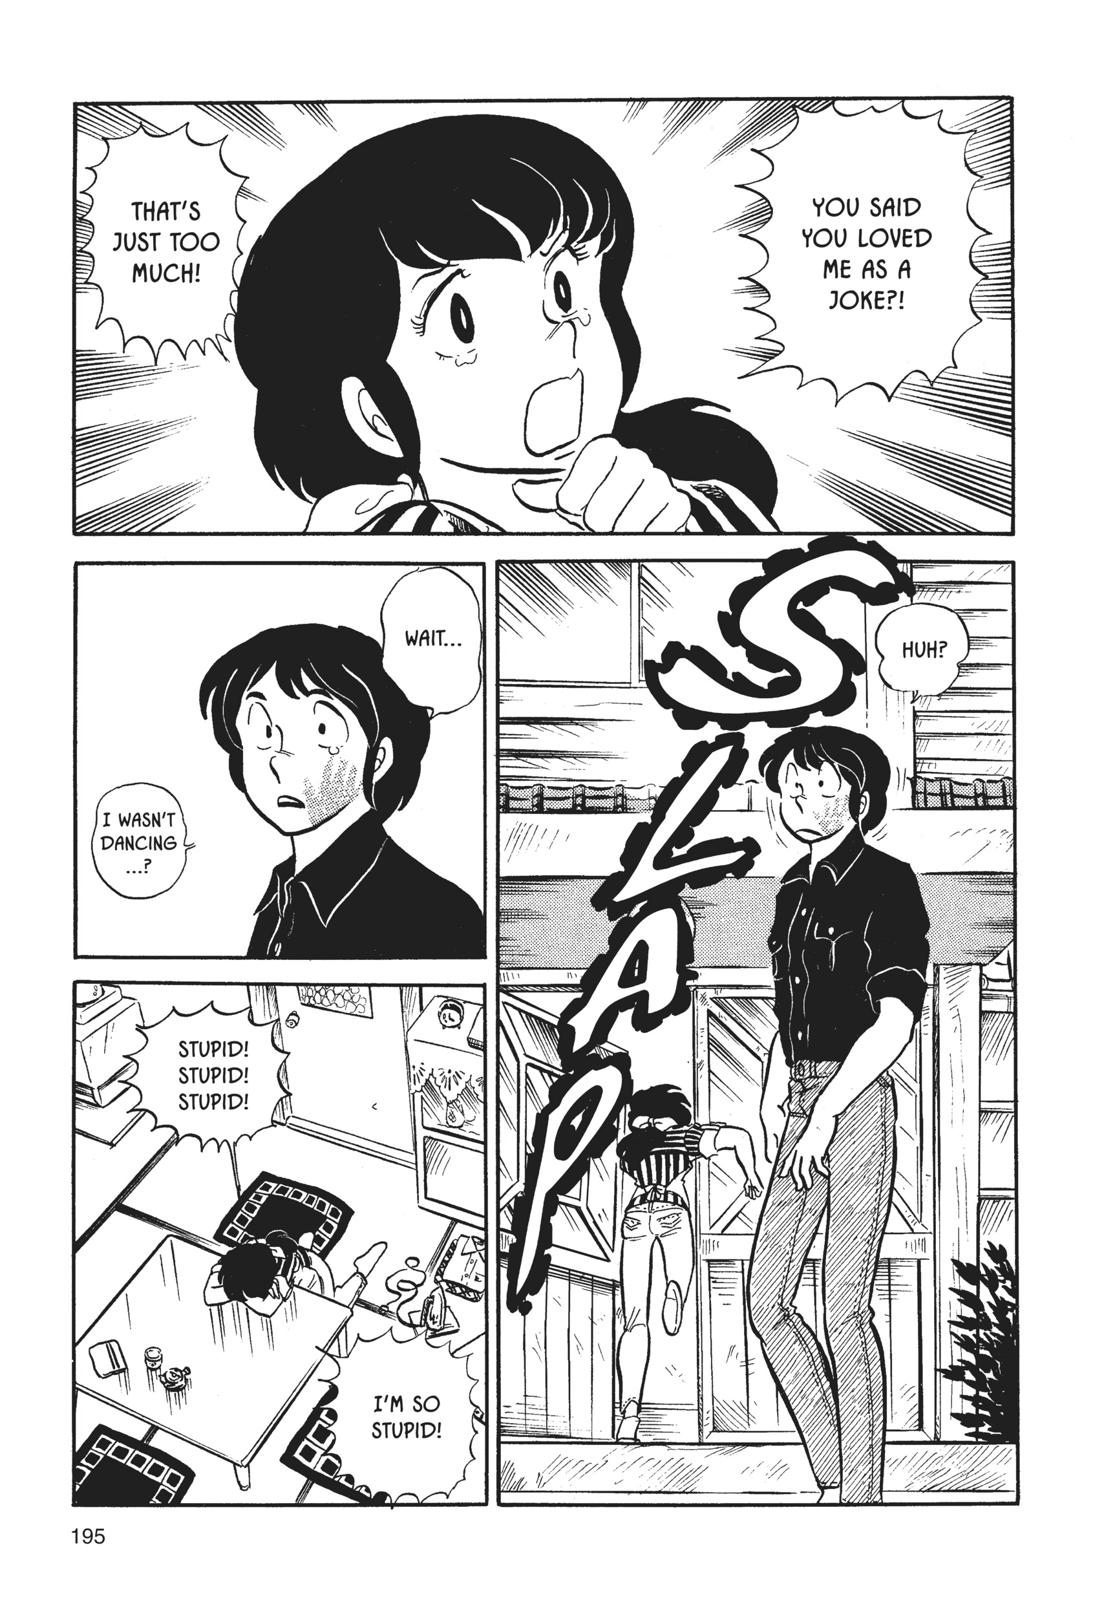 YOU SAID
YOU LOVED
ME AS A
JOKE?!
THAT'S
JUST TOO
MUCH!
SLAP
HUH?
WAIT...
I WASN'T
DANCING
...?
STUPID!
STUPID!
STUPID!
I'M SO
STUPID!
195